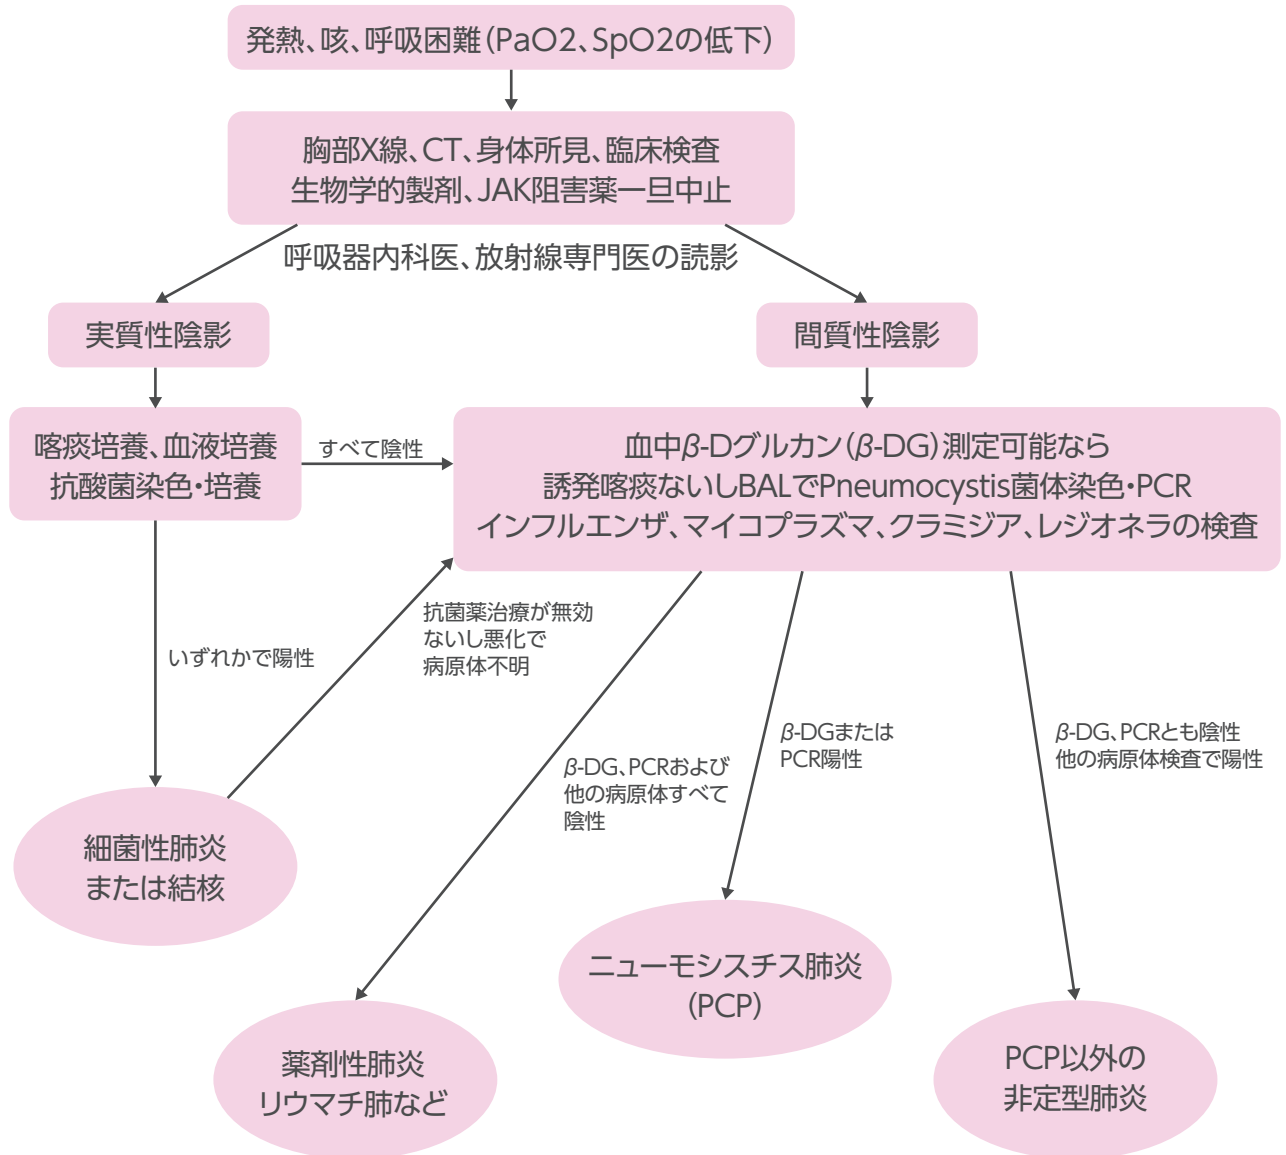 発熱、咳、呼吸困難（PaO2、SpO2の低下）
胸部X線、CT、身体所見、臨床検査
生物学的製剤、JAK阻害薬一旦中止
呼吸器内科医、放射線専門医の読影
実質性陰影
間質性陰影
喀痰培養、血液培養
抗酸菌染色・培養
すべて陰性
血中β-Dグルカン（β-DG）測定可能なら
誘発喀痰ないしBALでPneumocystis菌体染色・PCR
インフルエンザ、マイコプラズマ、クラミジア、レジオネラの検査
いずれかで陽性
抗菌薬治療が無効
ないし悪化で
病原体不明
β-DG、PCRおよび
他の病原体すべて
陰性
β-DGまたは
PCR陽性
β-DG、PCRとも陰性
他の病原体検査で陽性
細菌性肺炎
または結核
薬剤性肺炎
リウマチ肺など
ニューモシスチス肺炎
（PCP）
PCP以外の
非定型肺炎